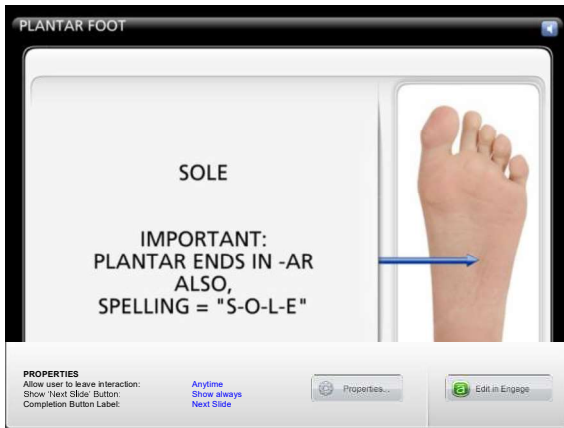 PLANTAR FOOT
SOLE
IMPORTANT:
PLANTAR ENDS IN -AR
ALSO,
SPELLING = "S-O-L-E"
PROPERTIES
Allow user to leave interaction: Anytime
Show 'Next Slide' Button: Show always
Completion Button Label: Next Slide
Properties...
Edit in Engage